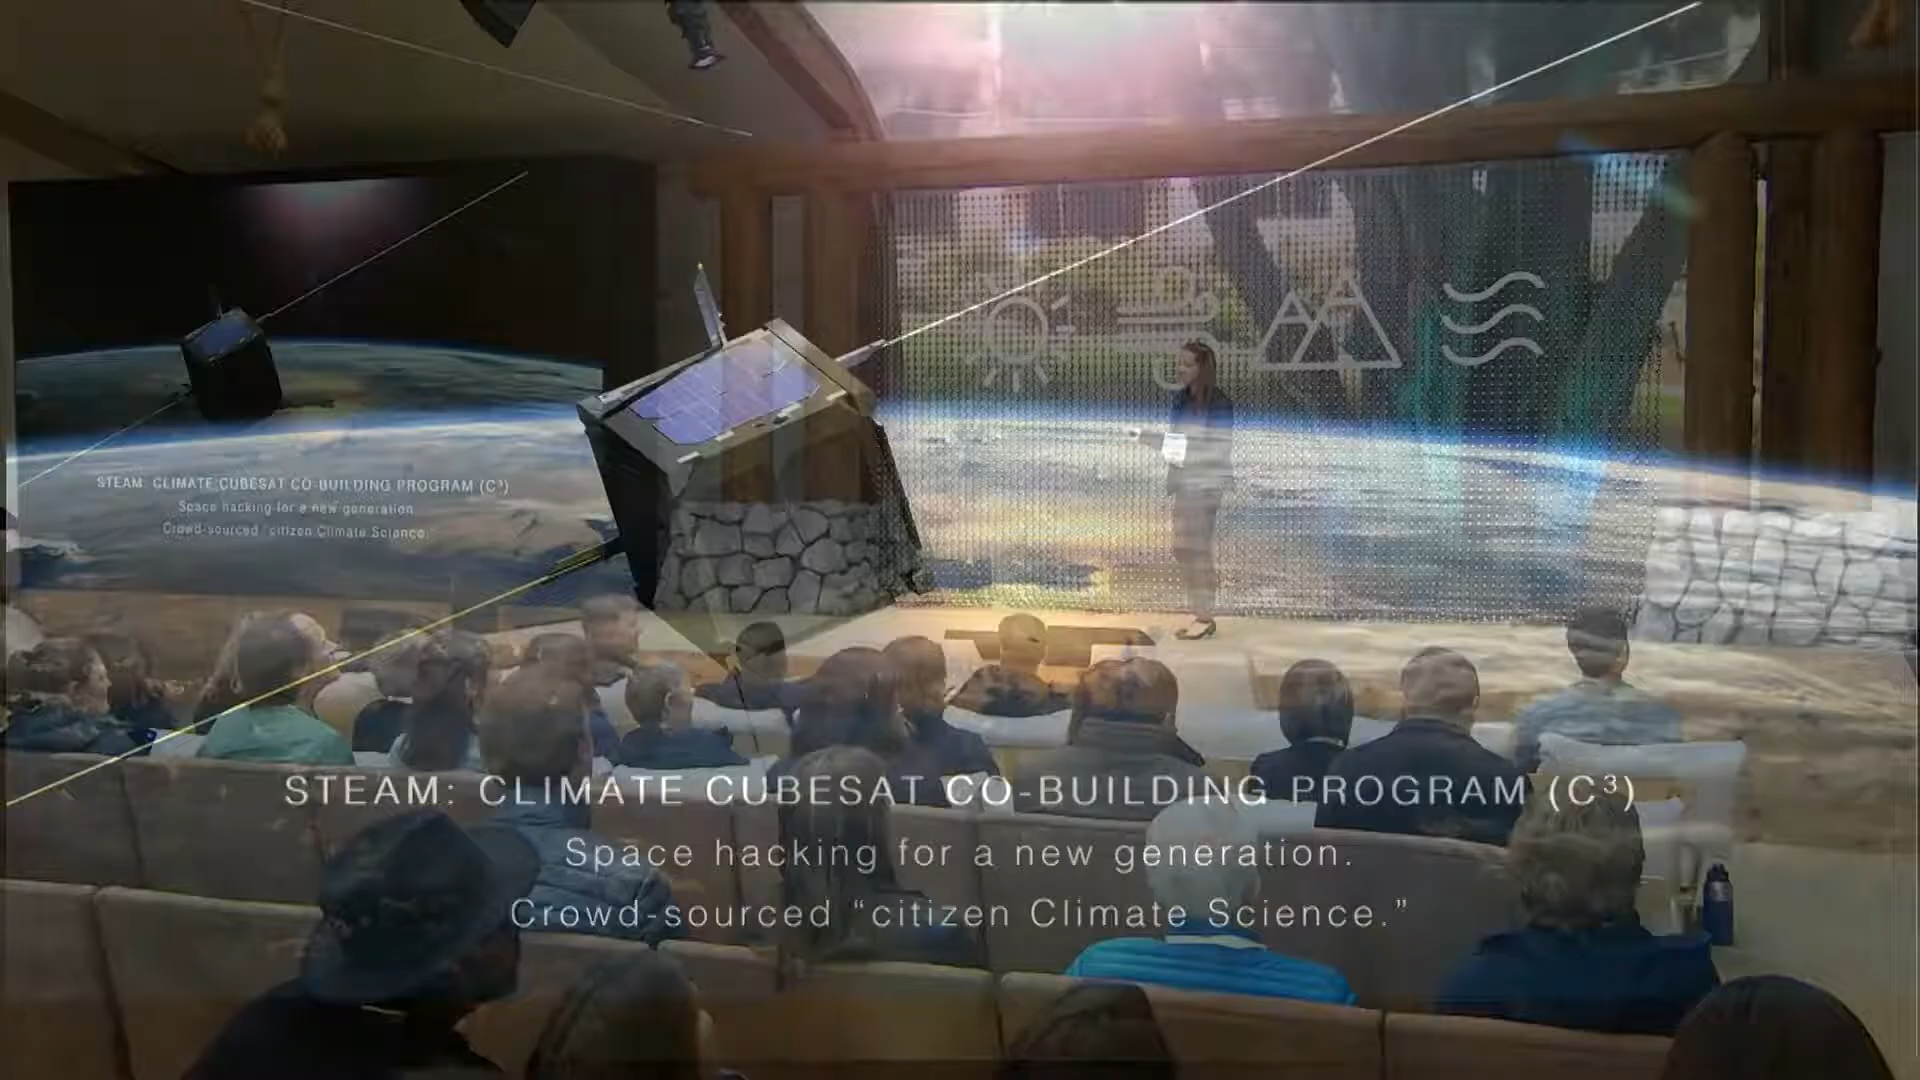 STEAM: CLIMATE CUBESAT CO-BUILDING PROGRAM (C³)
Space hacking for a new generation.
Crowd-sourced “citizen Climate Science.
STEAM: CLIMATE CUBESAT CO-BUILDING PROGRAM (C³)
Space hacking for a new generation.
Crowd-sourced “citizen Climate Science.”